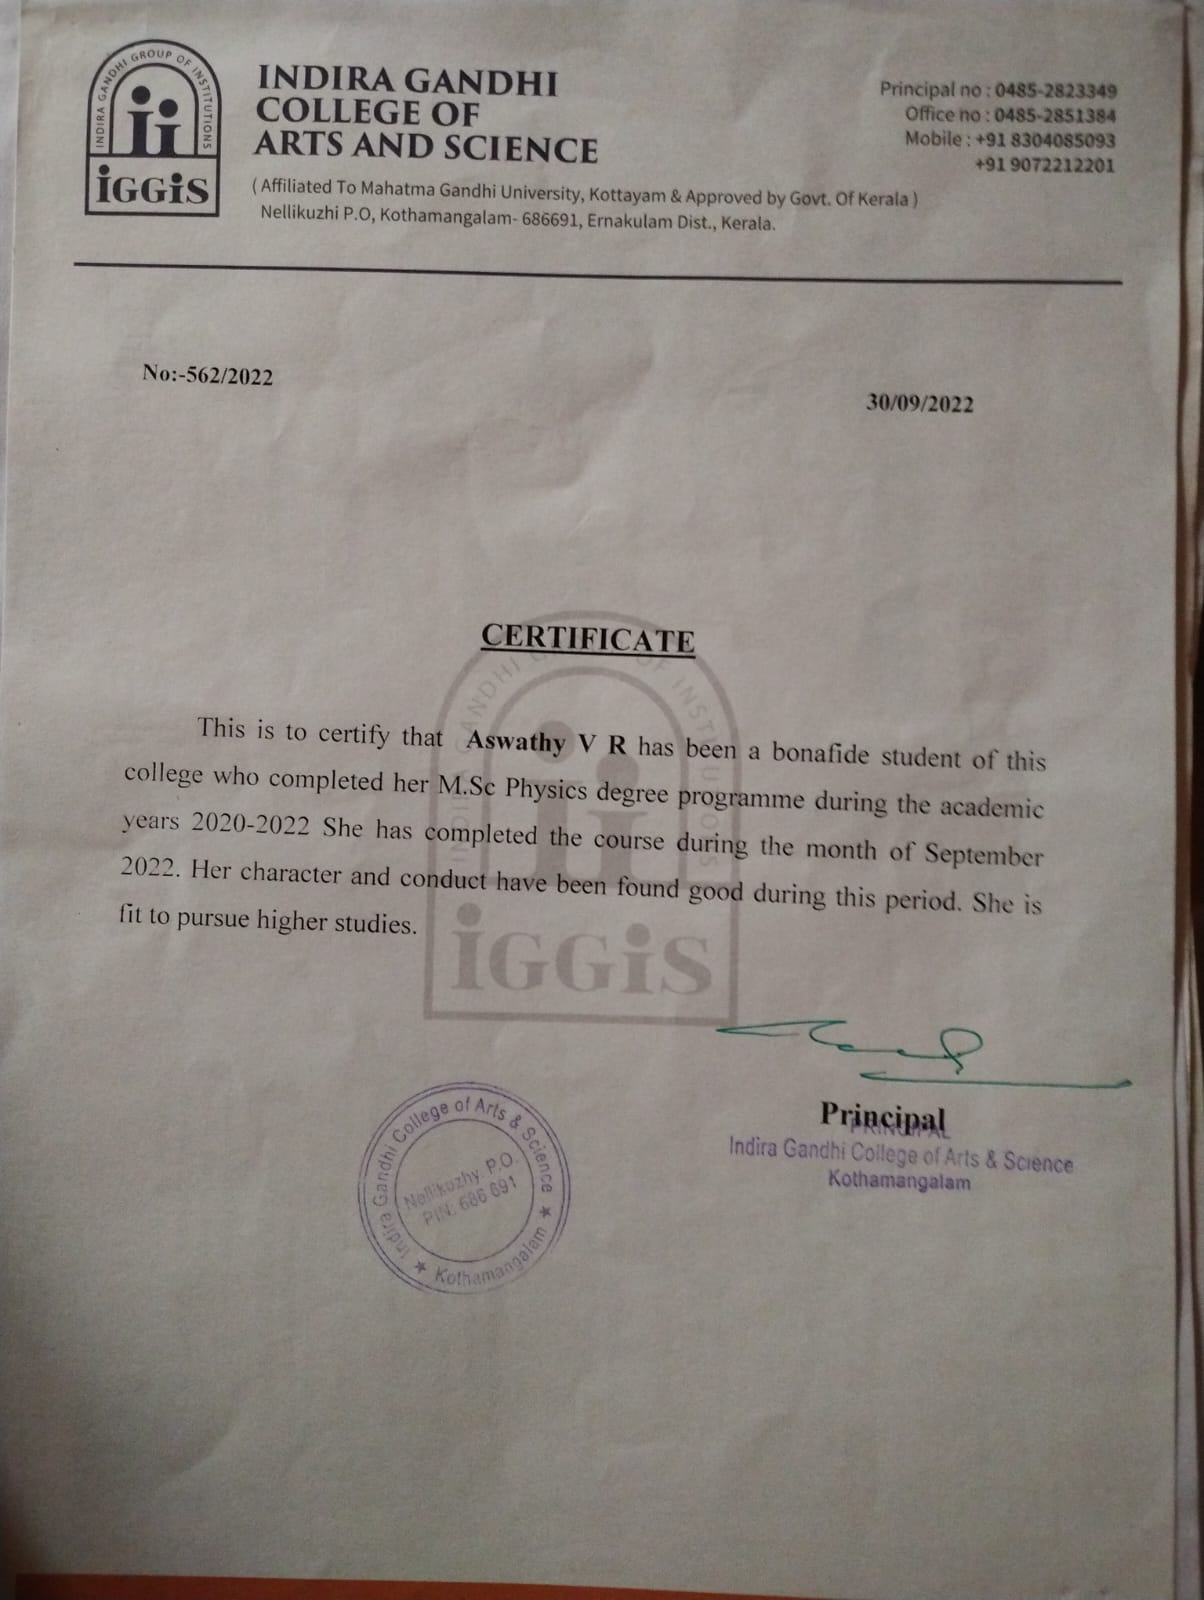 INDIRA GANDHI GROUP OF INSTITUTIONS
iGGiS
INDIRA GANDHI
COLLEGE OF
ARTS AND SCIENCE
( Affiliated To Mahatma Gandhi University, Kottayam & Approved by Govt. Of Kerala )
Nellikuzhi P.O, Kothamangalam- 686691, Ernakulam Dist., Kerala.
Principal no : 0485-2823349
Office no : 0485-2851384
Mobile : +91 8304085093
+91 9072212201
No:-562/2022
30/09/2022
CERTIFICATE
This is to certify that Aswathy V R has been a bonafide student of this
college who completed her M.Sc Physics degree programme during the academic
years 2020-2022 She has completed the course during the month of September
2022. Her character and conduct have been found good during this period. She is
fit to pursue higher studies.
iGGiS
Principal
PRINCIPAL
Indira Gandhi College of Arts & Science
Kothamangalam
Indira Gandhi College of Arts & Science
Nellikuzhy. P.O.
PIN: 686 691
★ Kothamangalam ★